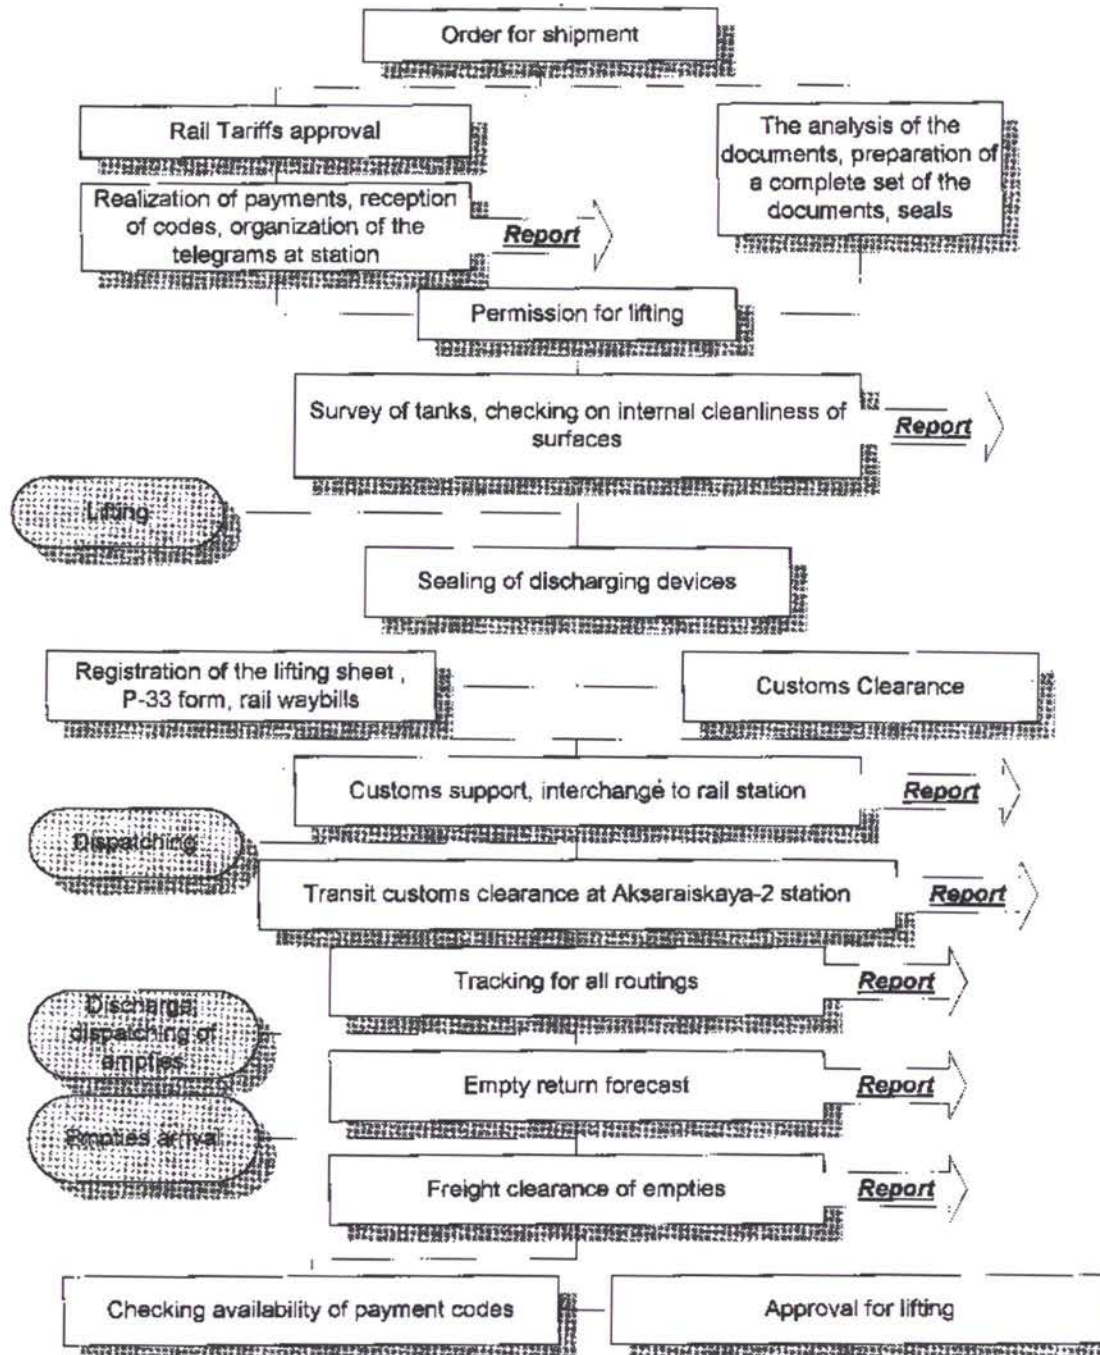 Order for shipment
Rail Tariffs approval
The analysis of the
documents, preparation of
a complete set of the
documents, seals
Realization of payments, reception
of codes, organization of the
telegrams at station
Report
Permission for lifting
Survey of tanks, checking on internal cleanliness of
surfaces
Report
Lifting
Sealing of discharging devices
Registration of the lifting sheet ,
P-33 form, rail waybills
Customs Clearance
Customs support, interchange to rail station
Report
Dispatching
Transit customs clearance at Aksaraiskaya-2 station
Report
Tracking for all routings
Report
Discharge,
dispatching of
empties
Empty return forecast
Report
Empties arrival
Freight clearance of empties
Report
Checking availability of payment codes
Approval for lifting